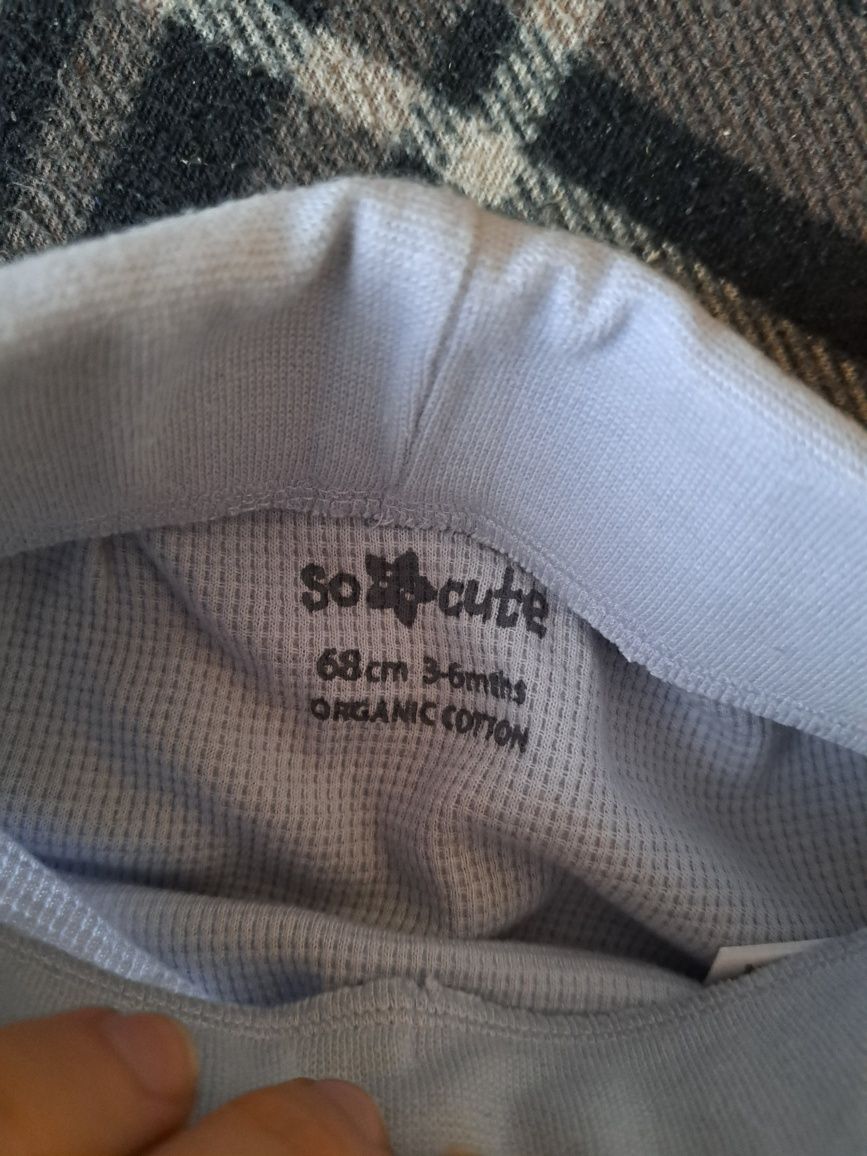 so cute
68cm 3-6mths
ORGANIC COTTON